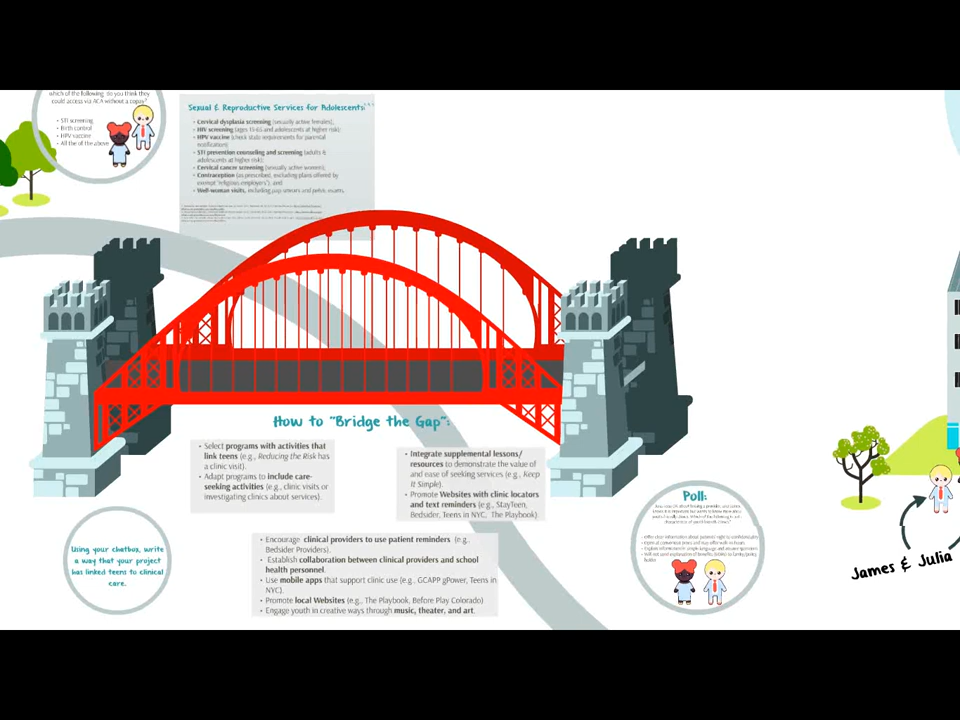 which of the following do you think they
could access via ACA without a copay?
• STI screening
• Birth control
• HPV vaccine
• All the of the above
Sexual & Reproductive Services for Adolescents:
• Cervical dysplasia screening (sexually active females),
• HIV screening (ages 15-65 and adolescents at higher risk);
• HPV vaccine (check state requirements for parental
notification)
• STI prevention counseling and screening (adults &
adolescents at higher risk);
• Cervical cancer screening (sexually active women);
• Contraception (as prescribed), excluding plans offered by
exempt "religious employers"; and
• Well-woman visits, including pap smears and pelvic exams.
How to "Bridge the Gap":
• Select programs with activities that
link teens (e.g., Reducing the Risk has
a clinic visit).
• Adapt programs to include care-
seeking activities (e.g., clinic visits or
investigating clinics about services).
• Integrate supplemental lessons/
resources to demonstrate the value of
and ease of seeking services (e.g., Keep
It Simple).
• Promote Websites with clinic locators
and text reminders (e.g., StayTeen,
Bedsider, Teens in NYC, The Playbook)
• Encourage clinical providers to use patient reminders (e.g.,
Bedsider Providers).
• Establish collaboration between clinical providers and school
health personnel.
• Use mobile apps that support clinic use (e.g., GCAPP gPower, Teens in
NYC).
• Promote local Websites (e.g., The Playbook, Before Play Colorado)
• Engage youth in creative ways through music, theater, and art.
Using your chatbox, write
a way that your project
has linked teens to clinical
care.
Poll:
James & Julia